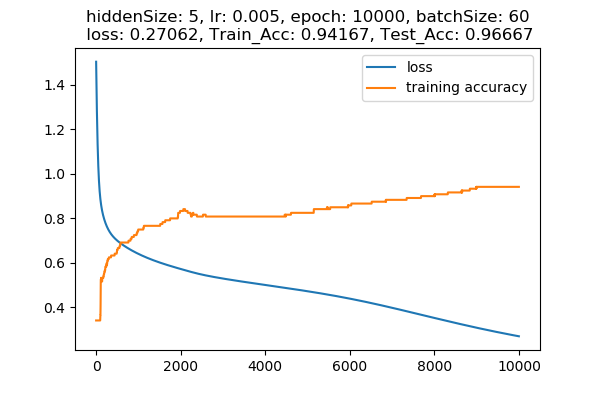 hiddenSize: 5, lr: 0.005, epoch: 10000, batchSize: 60
loss: 0.27062, Train_Acc: 0.94167, Test_Acc: 0.96667
loss
training accuracy
1.4
1.2
1.0
0.8
0.6
0.4
0 2000 4000 6000 8000 10000